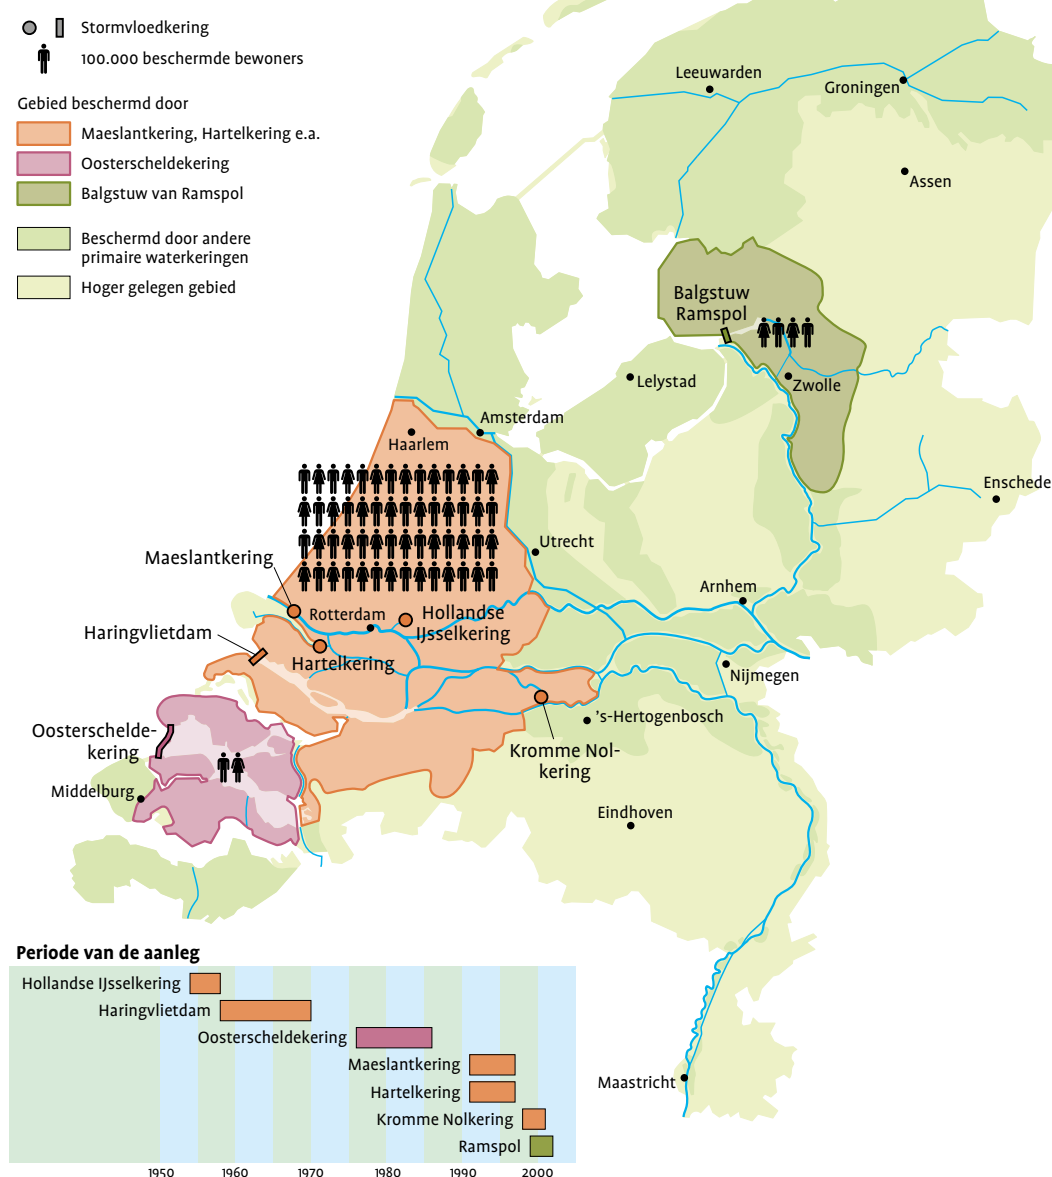 Stormvloedkering
100.000 beschermde bewoners
Gebied beschermd door
Maeslantkering, Hartelkering e.a.
Oosterscheldekering
Balgstuw van Ramspol
Beschermd door andere
primaire waterkeringen
Hoger gelegen gebied
Leeuwarden
Groningen
Assen
Balgstuw
Ramspol
Lelystad
Zwolle
Amsterdam
Haarlem
Enschede
Utrecht
Maeslantkering
Arnhem
Rotterdam
Hollandse
IJsselkering
Haringvlietdam
Hartelkering
Nijmegen
's-Hertogenbosch
Oosterschelde-
kering
Kromme Nol-
kering
Middelburg
Eindhoven
Maastricht
Periode van de aanleg
Hollandse IJsselkering
Haringvlietdam
Oosterscheldekering
Maeslantkering
Hartelkering
Kromme Nolkering
Ramspol
1950 1960 1970 1980 1990 2000